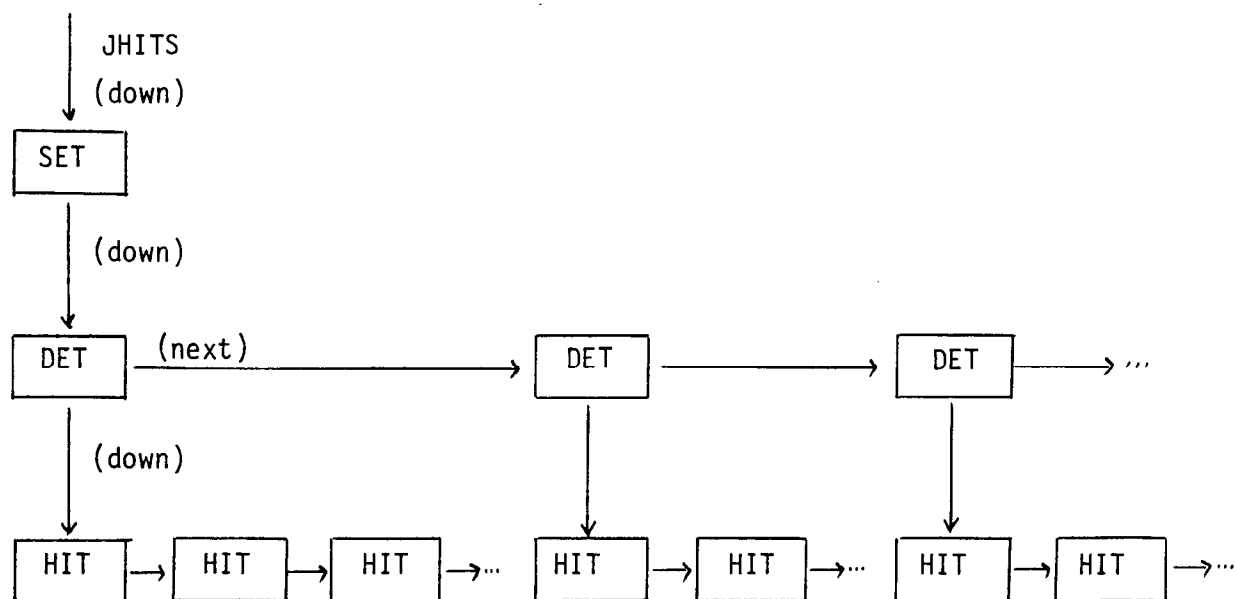 JHITS
(down)
SET
(down)
DET (next) DET DET ...
(down)
HIT HIT HIT ... HIT HIT ... HIT HIT ...